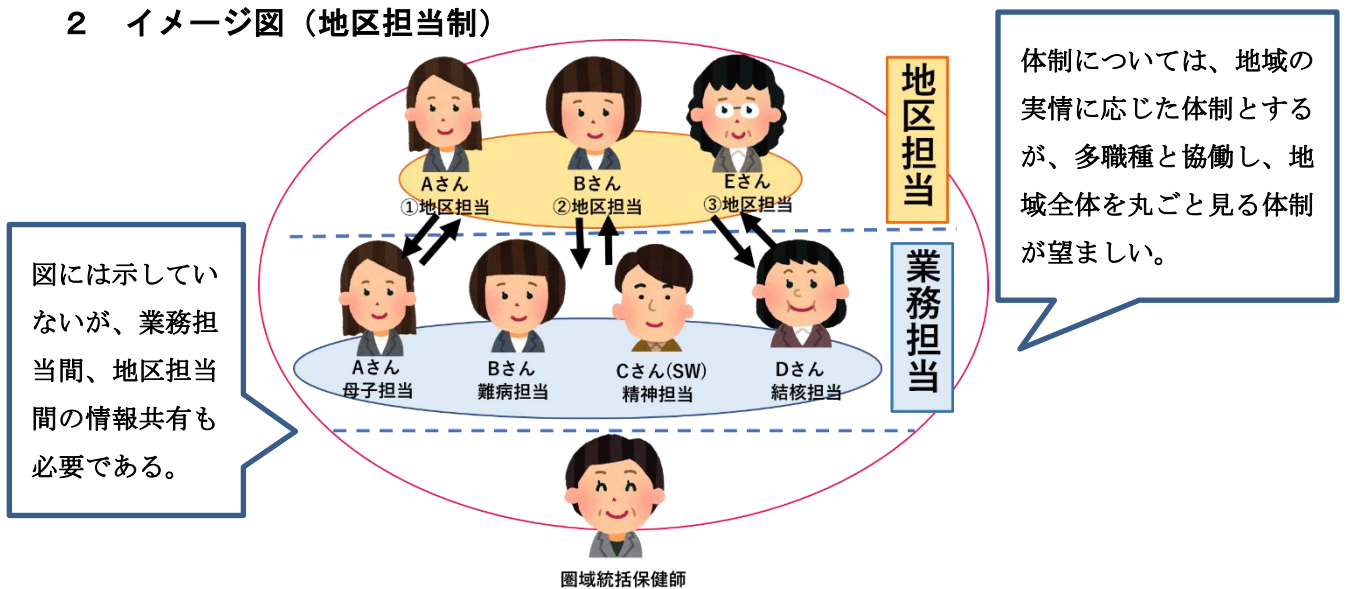 ２　イメージ図（地区担当制）
Aさん
①地区担当
Bさん
②地区担当
Eさん
③地区担当
地区担当
Aさん
母子担当
Bさん
難病担当
Cさん(SW)
精神担当
Dさん
結核担当
業務担当
圏域統括保健師
図には示してい
ないが、業務担
当間、地区担当
間の情報共有も
必要である。
体制については、地域の
実情に応じた体制とする
が、多職種と協働し、地
域全体を丸ごと見る体制
が望ましい。